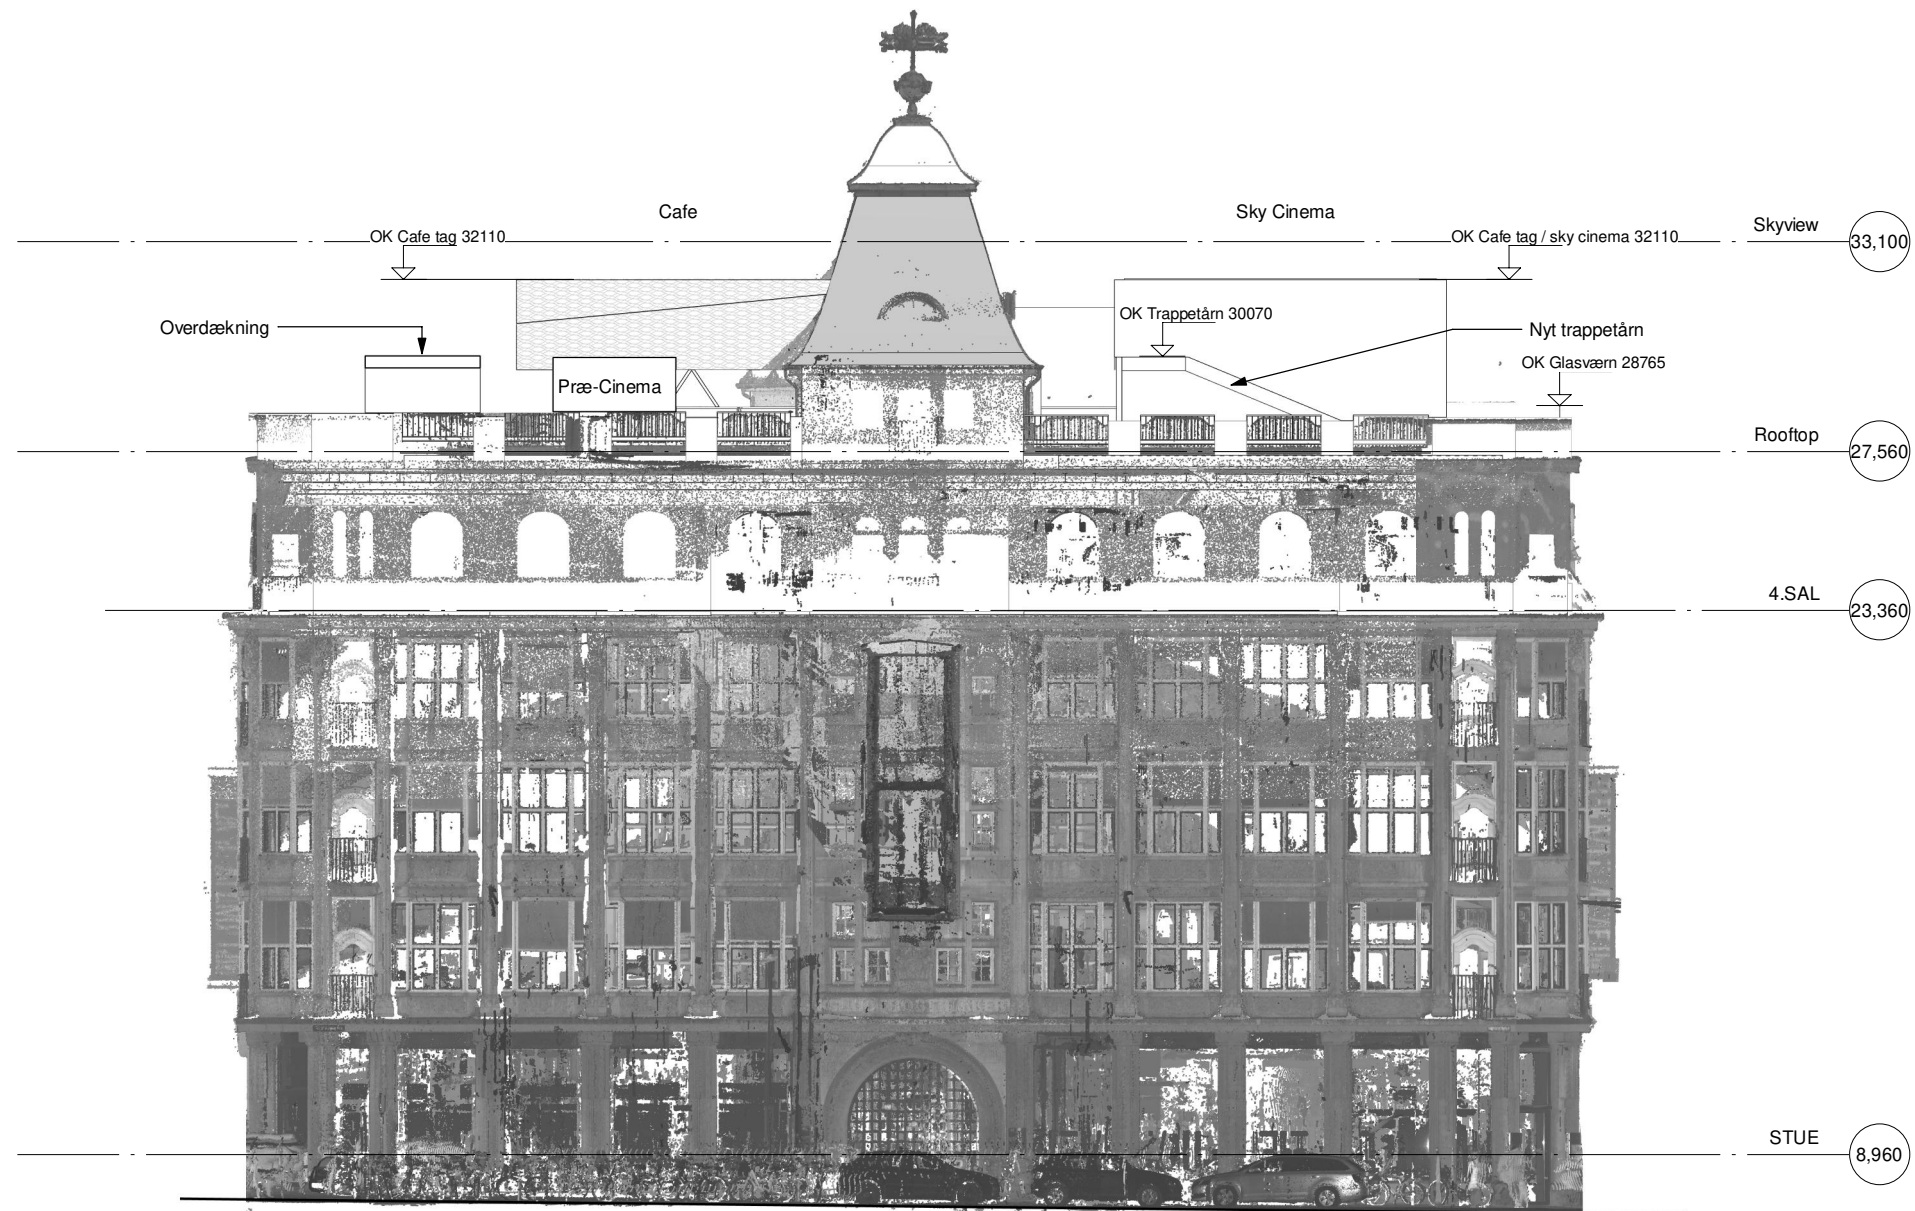 Cafe
Sky Cinema
Skyview
33,100
OK Cafe tag 32110
OK Cafe tag / sky cinema 32110
OK Trappetårn 30070
Overdækning
Nyt trappetårn
OK Glasværn 28765
Præ-Cinema
Rooftop
27,560
4.SAL
23,360
STUE
8,960